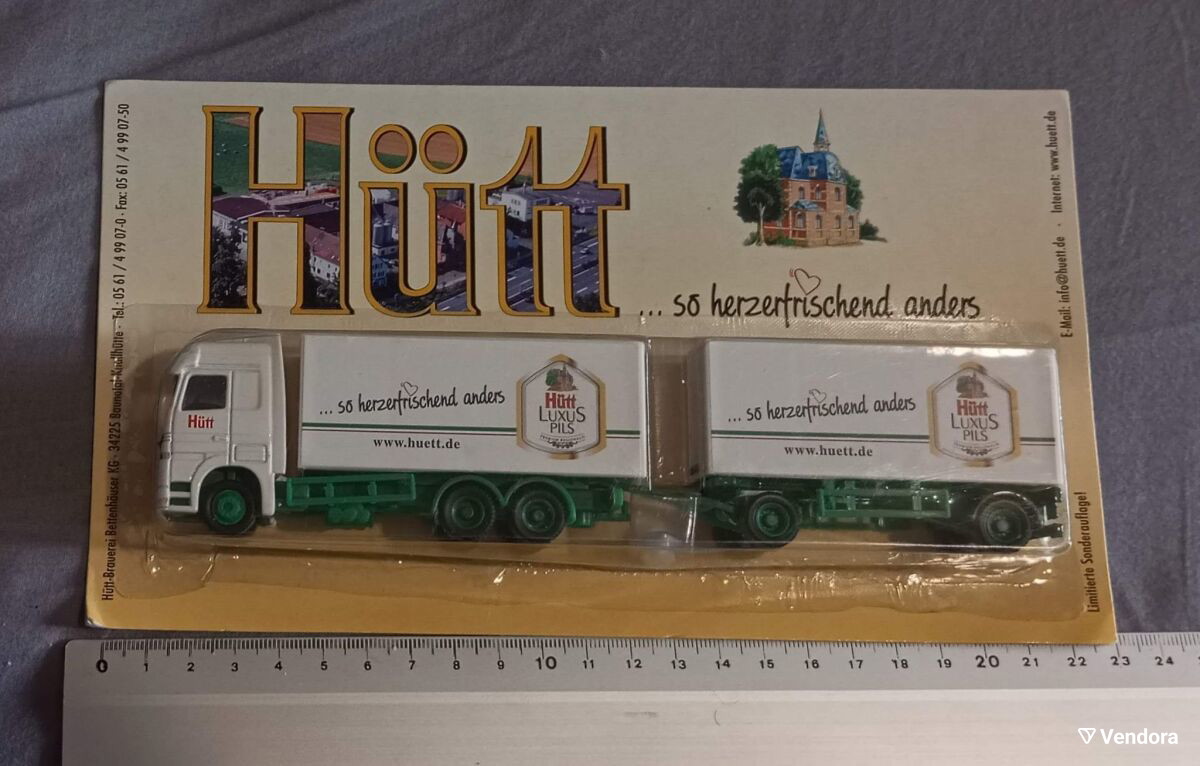 Hütt
... so herzerfrischend anders
Hütt-Brauerei Bettenhäuser KG · 34225 Baunatal-Knallhütte · Tel.: 05 61 / 4 99 07-0 · Fax: 05 61 / 4 99 07-50
E-Mail: info@huett.de · Internet: www.huett.de
Limitierte Sonderauflage!
Hütt
... so herzerfrischend anders
www.huett.de
Hütt
LUXUS
PILS
... so herzerfrischend anders
www.huett.de
Hütt
LUXUS
PILS
0 1 2 3 4 5 6 7 8 9 10 11 12 13 14 15 16 17 18 19 20 21 22 23 24
Vendora